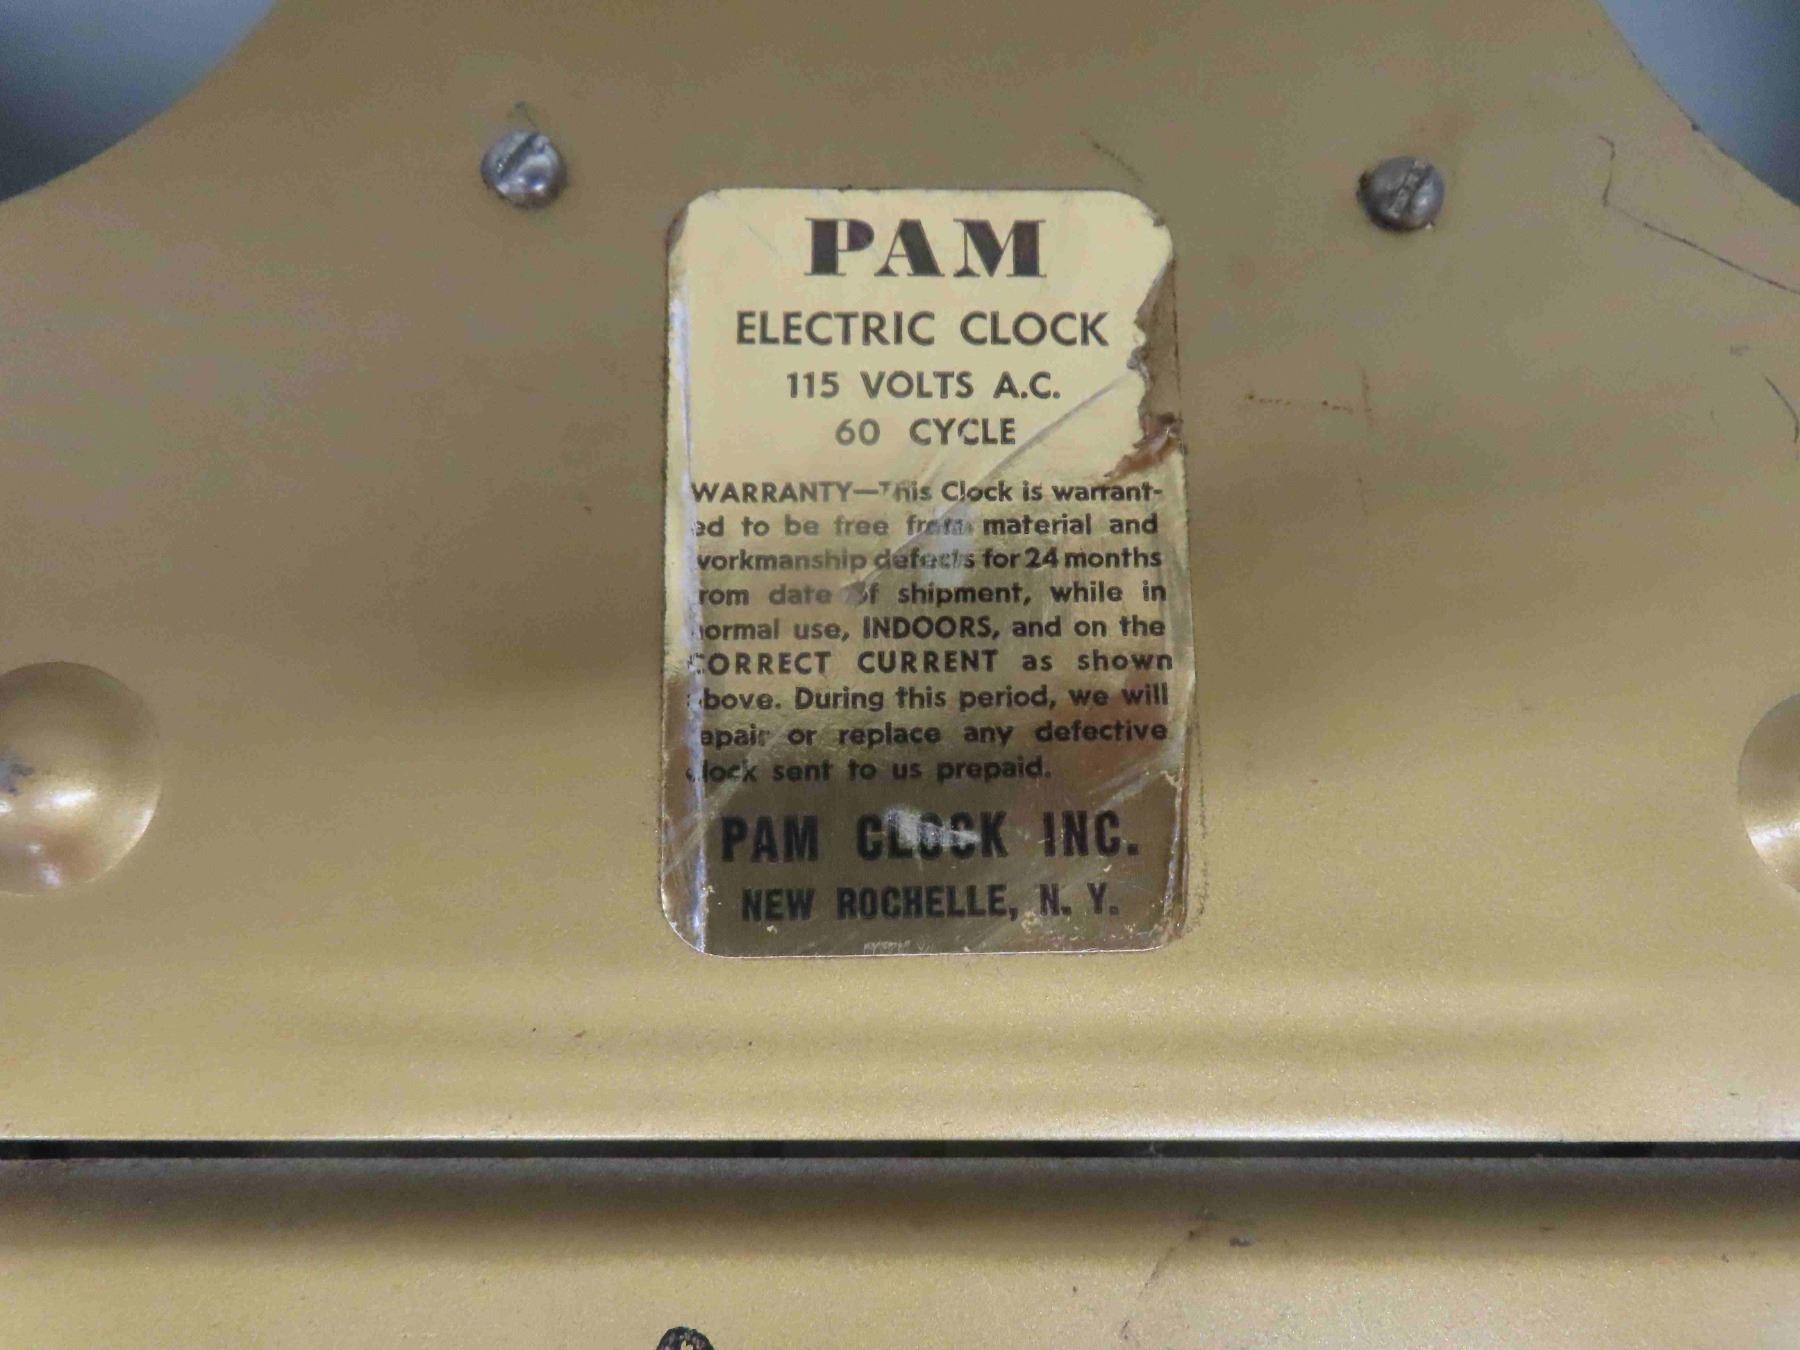 PAM
ELECTRIC CLOCK
115 VOLTS A.C.
60 CYCLE
WARRANTY—This Clock is warrant-
ed to be free from material and
workmanship defects for 24 months
from date of shipment, while in
normal use, INDOORS, and on the
CORRECT CURRENT as shown
above. During this period, we will
repair or replace any defective
clock sent to us prepaid.
PAM CLOCK INC.
NEW ROCHELLE, N. Y.